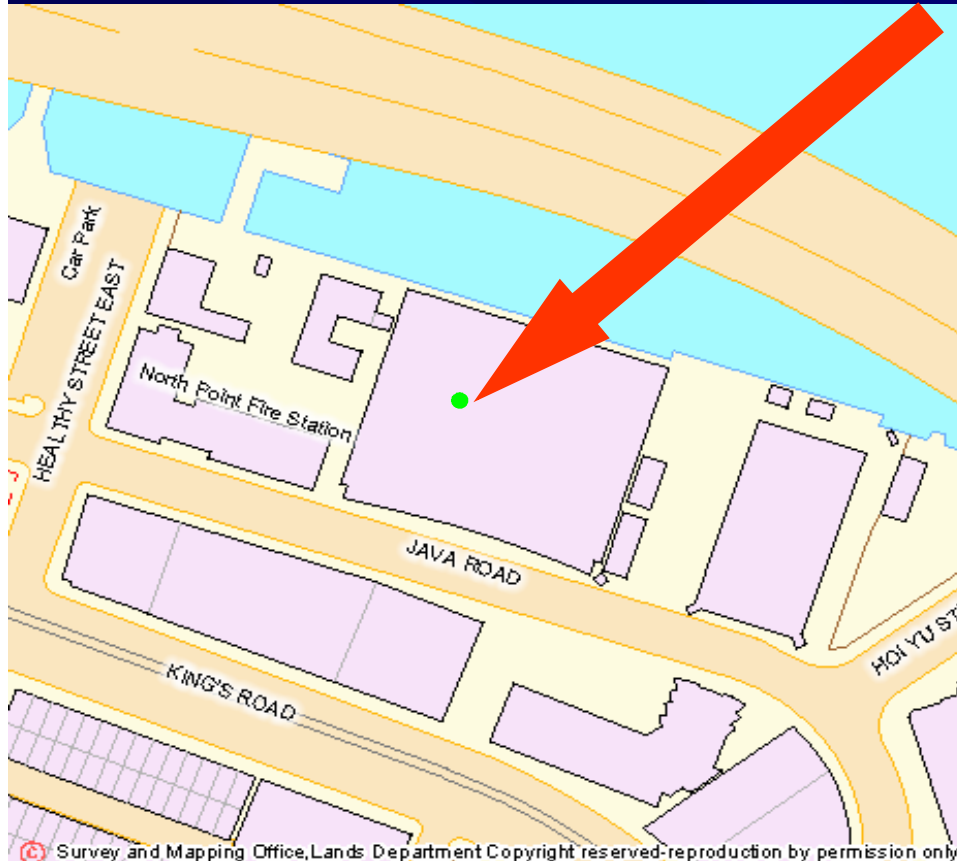 Car Park
HEALTHY STREET EAST
North Point Fire Station
JAVA ROAD
HOI YU
KING'S ROAD
(C) Survey and Mapping Office,Lands Department Copyright reserved-reproduction by permission only